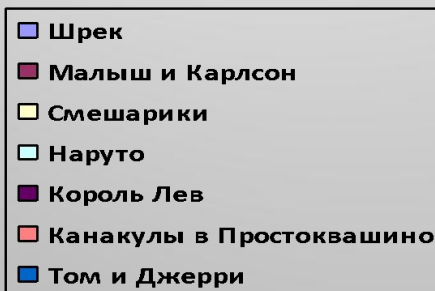 Шрек
Малыш и Карлсон
Смешарики
Наруто
Король Лев
Канакулы в Простоквашино
Том и Джерри